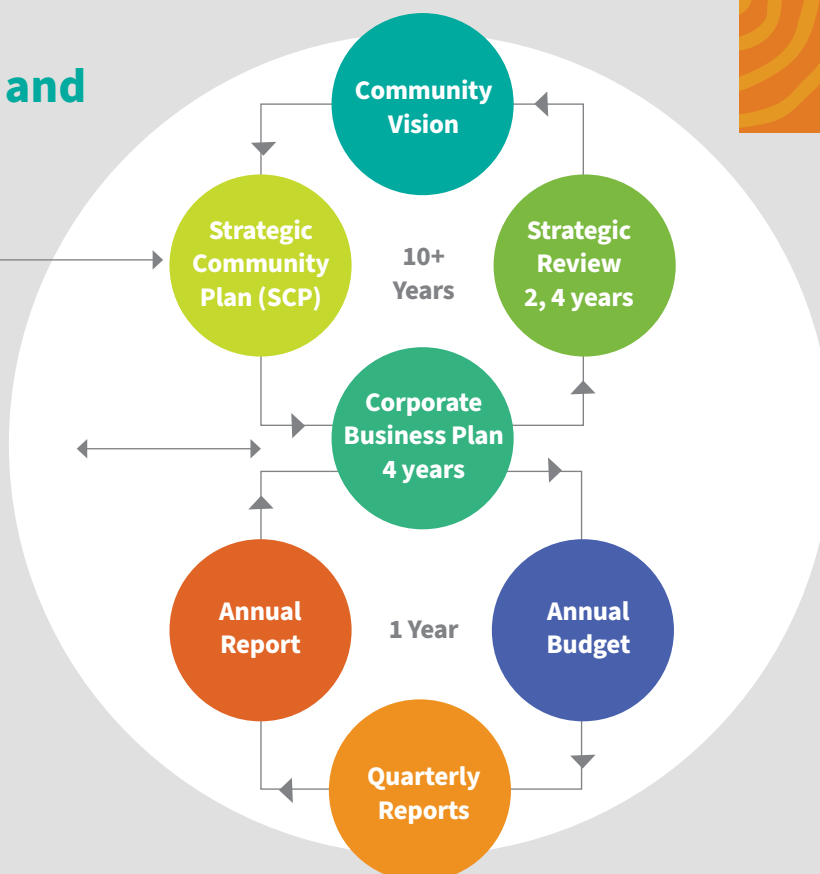 and
Community
Vision
Strategic
Community
Plan (SCP)
10+
Years
Strategic
Review
2, 4 years
Corporate
Business Plan
4 years
Annual
Report
1 Year
Annual
Budget
Quarterly
Reports